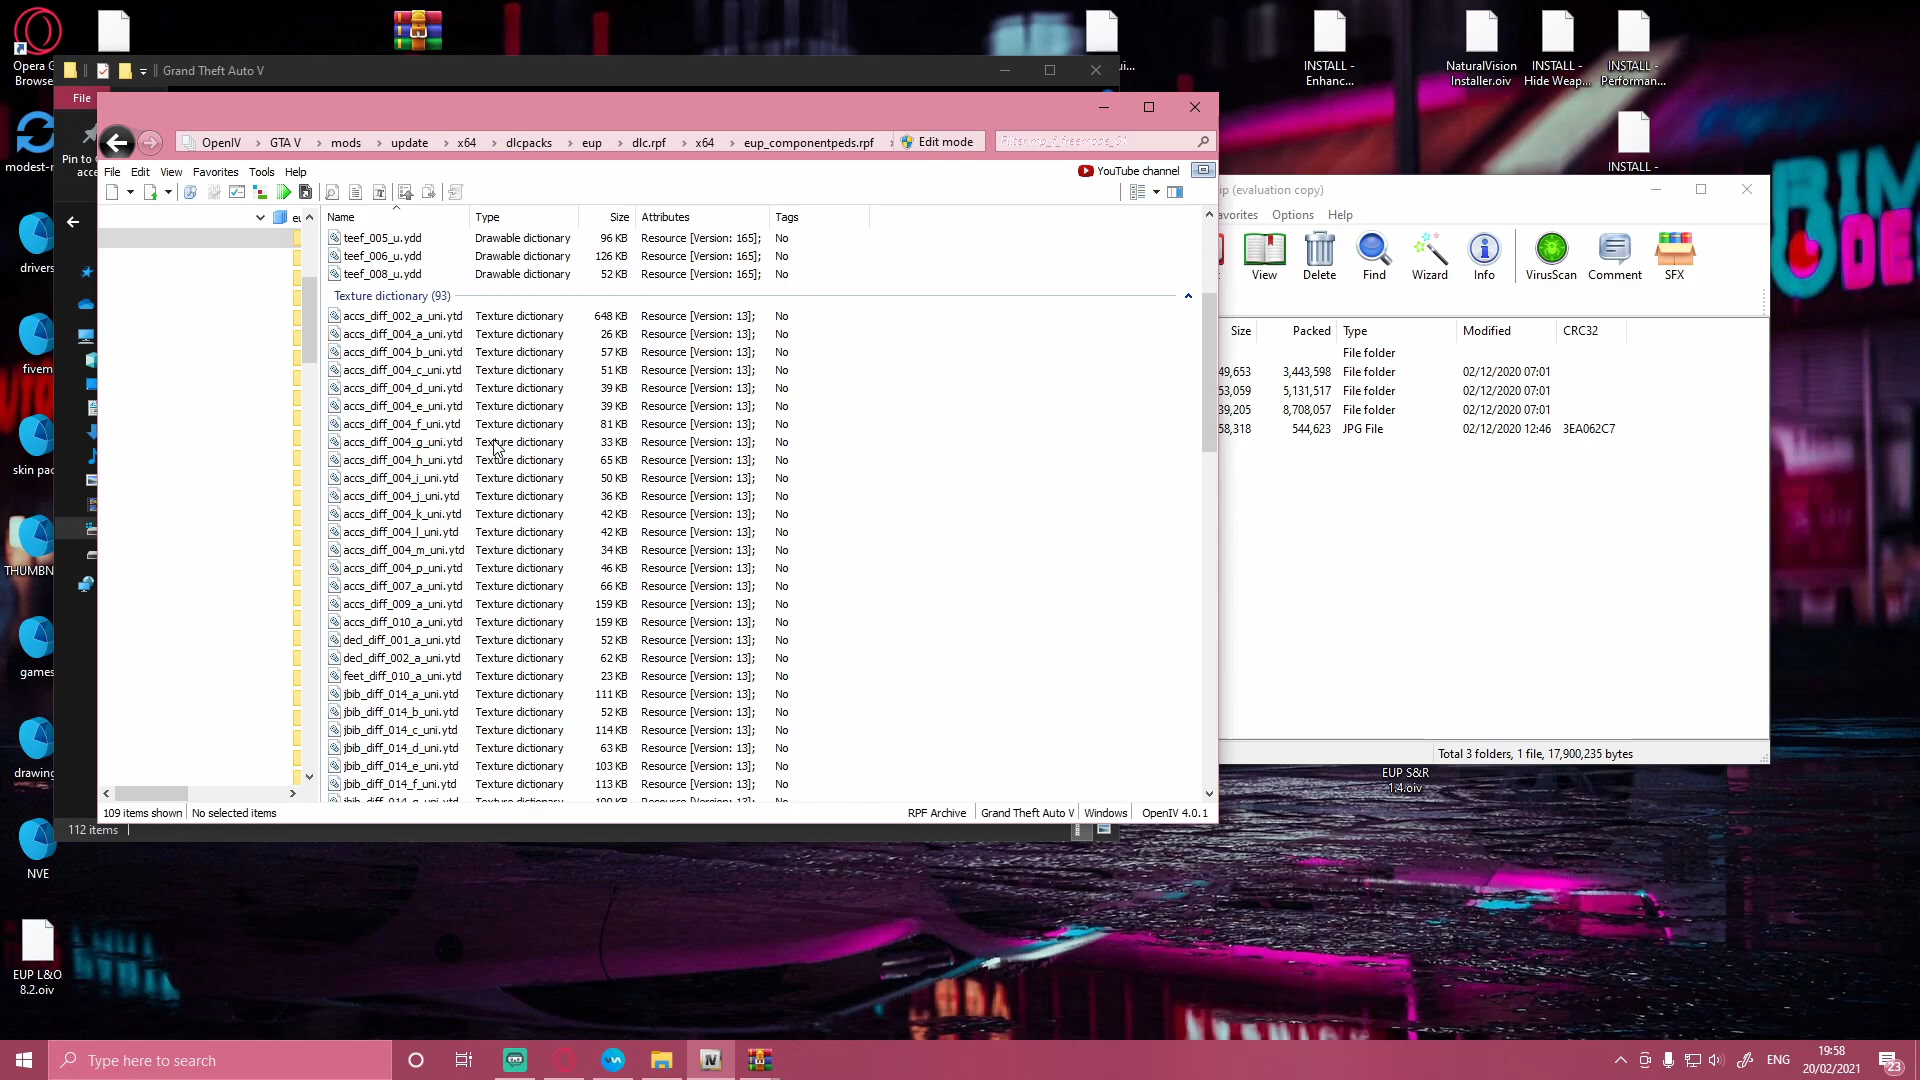 Opera G
Browse
Grand Theft Auto V
INSTALL -
Enhanc...
NaturalVision
Installer.oiv
INSTALL -
Hide Weap...
INSTALL -
Performan...
INSTALL -
File
Pin to
acce
modest-r
drivers
fivem
skin pac
THUMBN
games
drawing
NVE
EUP L&O
8.2.oiv
OpenIV
GTA V
mods
update
x64
dlcpacks
eup
dlc.rpf
x64
eup_componentpeds.rpf
Edit mode
Filter mp_f_freemode_01
File Edit View Favorites Tools Help
YouTube channel
Name Type Size Attributes Tags
teef_005_u.ydd Drawable dictionary 96 KB Resource [Version: 165]; No
teef_006_u.ydd Drawable dictionary 126 KB Resource [Version: 165]; No
teef_008_u.ydd Drawable dictionary 52 KB Resource [Version: 165]; No
Texture dictionary (93)
accs_diff_002_a_uni.ytd Texture dictionary 648 KB Resource [Version: 13]; No
accs_diff_004_a_uni.ytd Texture dictionary 26 KB Resource [Version: 13]; No
accs_diff_004_b_uni.ytd Texture dictionary 57 KB Resource [Version: 13]; No
accs_diff_004_c_uni.ytd Texture dictionary 51 KB Resource [Version: 13]; No
accs_diff_004_d_uni.ytd Texture dictionary 39 KB Resource [Version: 13]; No
accs_diff_004_e_uni.ytd Texture dictionary 39 KB Resource [Version: 13]; No
accs_diff_004_f_uni.ytd Texture dictionary 81 KB Resource [Version: 13]; No
accs_diff_004_g_uni.ytd Texture dictionary 33 KB Resource [Version: 13]; No
accs_diff_004_h_uni.ytd Texture dictionary 65 KB Resource [Version: 13]; No
accs_diff_004_i_uni.ytd Texture dictionary 50 KB Resource [Version: 13]; No
accs_diff_004_j_uni.ytd Texture dictionary 36 KB Resource [Version: 13]; No
accs_diff_004_k_uni.ytd Texture dictionary 42 KB Resource [Version: 13]; No
accs_diff_004_l_uni.ytd Texture dictionary 42 KB Resource [Version: 13]; No
accs_diff_004_m_uni.ytd Texture dictionary 34 KB Resource [Version: 13]; No
accs_diff_004_p_uni.ytd Texture dictionary 46 KB Resource [Version: 13]; No
accs_diff_007_a_uni.ytd Texture dictionary 66 KB Resource [Version: 13]; No
accs_diff_009_a_uni.ytd Texture dictionary 159 KB Resource [Version: 13]; No
accs_diff_010_a_uni.ytd Texture dictionary 159 KB Resource [Version: 13]; No
decl_diff_001_a_uni.ytd Texture dictionary 52 KB Resource [Version: 13]; No
decl_diff_002_a_uni.ytd Texture dictionary 62 KB Resource [Version: 13]; No
feet_diff_010_a_uni.ytd Texture dictionary 23 KB Resource [Version: 13]; No
jbib_diff_014_a_uni.ytd Texture dictionary 111 KB Resource [Version: 13]; No
jbib_diff_014_b_uni.ytd Texture dictionary 52 KB Resource [Version: 13]; No
jbib_diff_014_c_uni.ytd Texture dictionary 114 KB Resource [Version: 13]; No
jbib_diff_014_d_uni.ytd Texture dictionary 63 KB Resource [Version: 13]; No
jbib_diff_014_e_uni.ytd Texture dictionary 103 KB Resource [Version: 13]; No
jbib_diff_014_f_uni.ytd Texture dictionary 113 KB Resource [Version: 13]; No
109 items shown No selected items
RPF Archive Grand Theft Auto V Windows OpenIV 4.0.1
112 items
ip (evaluation copy)
avorites Options Help
View Delete Find Wizard Info VirusScan Comment SFX
Size Packed Type Modified CRC32
File folder
49,653 3,443,598 File folder 02/12/2020 07:01
53,059 5,131,517 File folder 02/12/2020 07:01
39,205 8,708,057 File folder 02/12/2020 07:01
58,318 544,623 JPG File 02/12/2020 12:46 3EA062C7
Total 3 folders, 1 file, 17,900,235 bytes
EUP S&R
1.4.oiv
Type here to search
ENG
19:58
20/02/2021
23